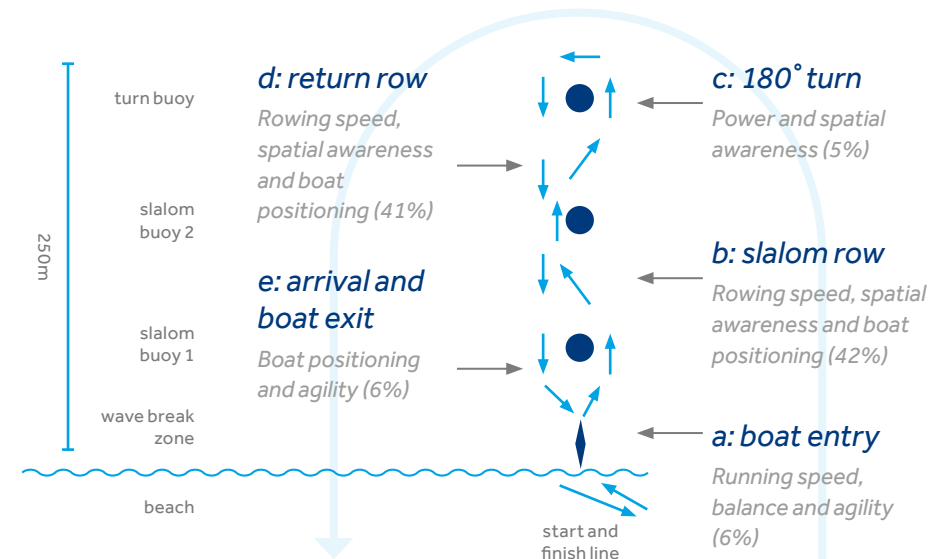 250m
turn buoy
slalom
buoy 2
slalom
buoy 1
wave break
zone
beach
d: return row
Rowing speed,
spatial awareness
and boat
positioning (41%)
e: arrival and
boat exit
Boat positioning
and agility (6%)
c: 180° turn
Power and spatial
awareness (5%)
b: slalom row
Rowing speed, spatial
awareness and boat
positioning (42%)
a: boat entry
Running speed,
balance and agility
(6%)
start and
finish line